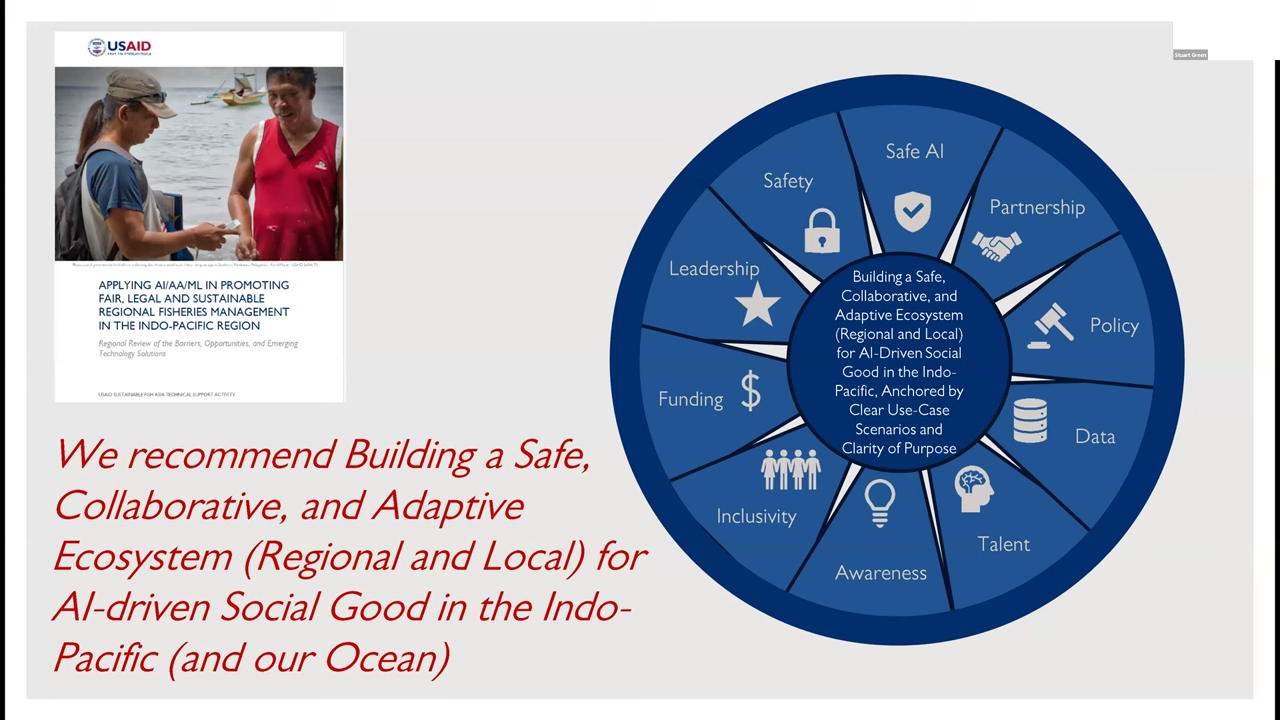 USAID
FROM THE AMERICAN PEOPLE
APPLYING AI/AA/ML IN PROMOTING
FAIR, LEGAL AND SUSTAINABLE
REGIONAL FISHERIES MANAGEMENT
IN THE INDO-PACIFIC REGION
Regional Review of the Barriers, Opportunities, and Emerging
Technology Solutions
USAID SUSTAINABLE FISH ASIA TECHNICAL SUPPORT ACTIVITY
We recommend Building a Safe,
Collaborative, and Adaptive
Ecosystem (Regional and Local) for
AI-driven Social Good in the Indo-
Pacific (and our Ocean)
Stuart Green
Safe AI
Partnership
Policy
Data
Talent
Awareness
Inclusivity
Funding
Leadership
Safety
Building a Safe,
Collaborative, and
Adaptive Ecosystem
(Regional and Local)
for AI-Driven Social
Good in the Indo-
Pacific, Anchored by
Clear Use-Case
Scenarios and
Clarity of Purpose